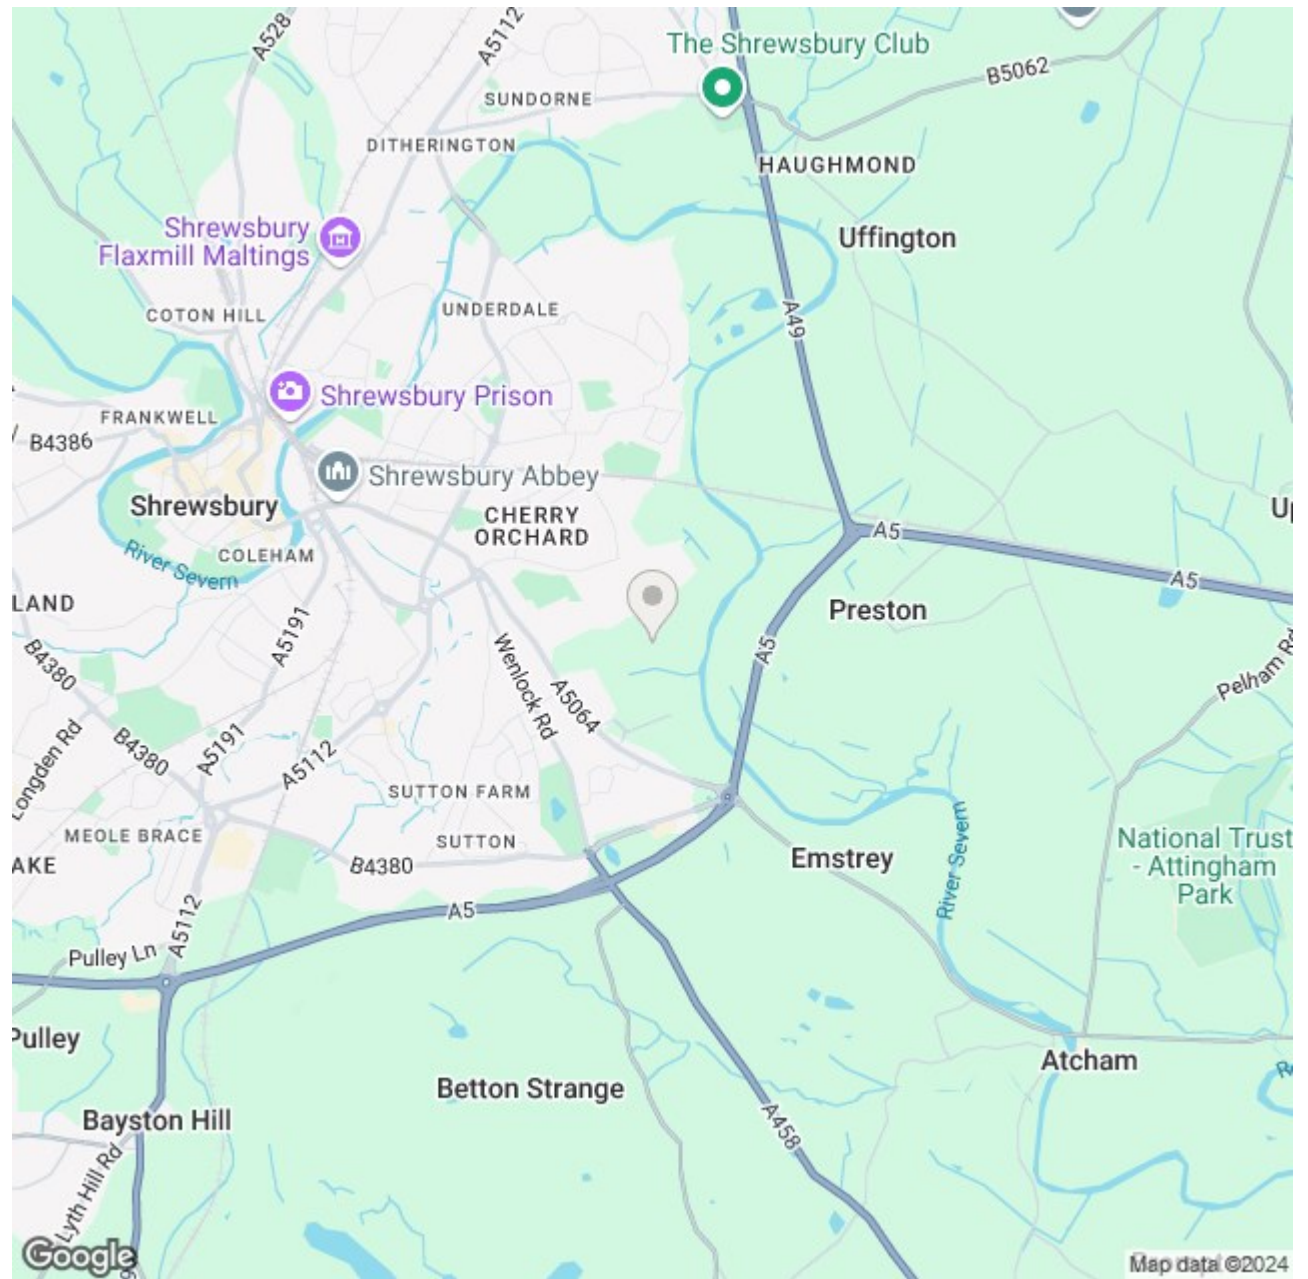 A528
A5112
The Shrewsbury Club
B5062
SUNDORNE
DITHERINGTON
HAUGHMOND
Shrewsbury
Flaxmill Maltings
Uffington
COTON HILL
UNDERDALE
A49
Shrewsbury Prison
FRANKWELL
B4386
Shrewsbury Abbey
Shrewsbury
CHERRY
ORCHARD
A5
COLEHAM
River Severn
A5
LAND
Preston
A5191
B4380
Wenlock Rd
A5
Pelham Rd
A5064
Longden Rd
B4380
A5191
A5112
SUTTON FARM
MEOLE BRACE
SUTTON
National Trust
- Attingham
Park
AKE
B4380
Emstrey
River Severn
A5112
A5
Pulley Ln
Pulley
Atcham
Betton Strange
Bayston Hill
A458
Lyth Hill Rd
Google
Map data ©2024